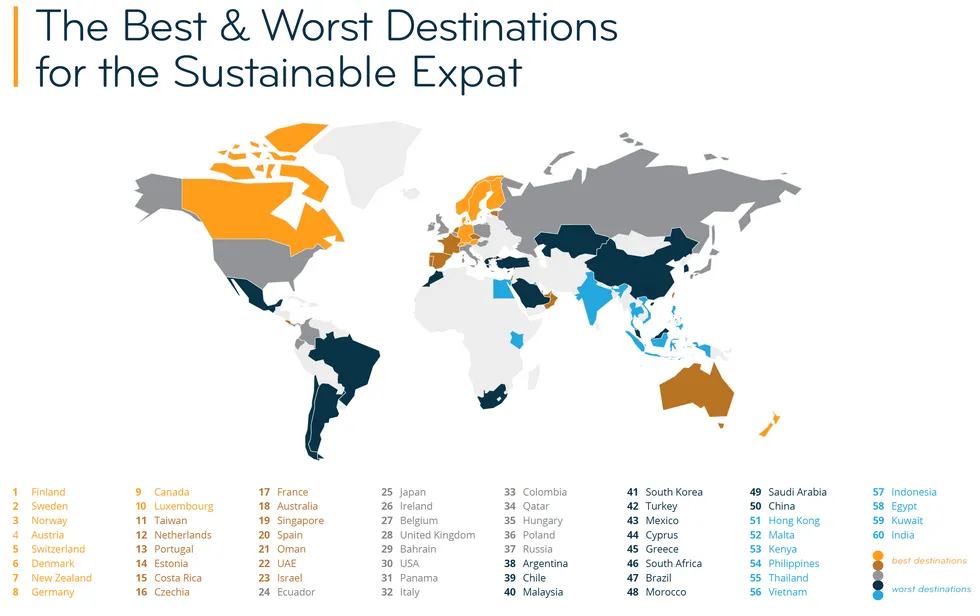 The Best & Worst Destinations
for the Sustainable Expat
1 Finland
2 Sweden
3 Norway
4 Austria
5 Switzerland
6 Denmark
7 New Zealand
8 Germany
9 Canada
10 Luxembourg
11 Taiwan
12 Netherlands
13 Portugal
14 Estonia
15 Costa Rica
16 Czechia
17 France
18 Australia
19 Singapore
20 Spain
21 Oman
22 UAE
23 Israel
24 Ecuador
25 Japan
26 Ireland
27 Belgium
28 United Kingdom
29 Bahrain
30 USA
31 Panama
32 Italy
33 Colombia
34 Qatar
35 Hungary
36 Poland
37 Russia
38 Argentina
39 Chile
40 Malaysia
41 South Korea
42 Turkey
43 Mexico
44 Cyprus
45 Greece
46 South Africa
47 Brazil
48 Morocco
49 Saudi Arabia
50 China
51 Hong Kong
52 Malta
53 Kenya
54 Philippines
55 Thailand
56 Vietnam
57 Indonesia
58 Egypt
59 Kuwait
60 India
best destinations
worst destinations